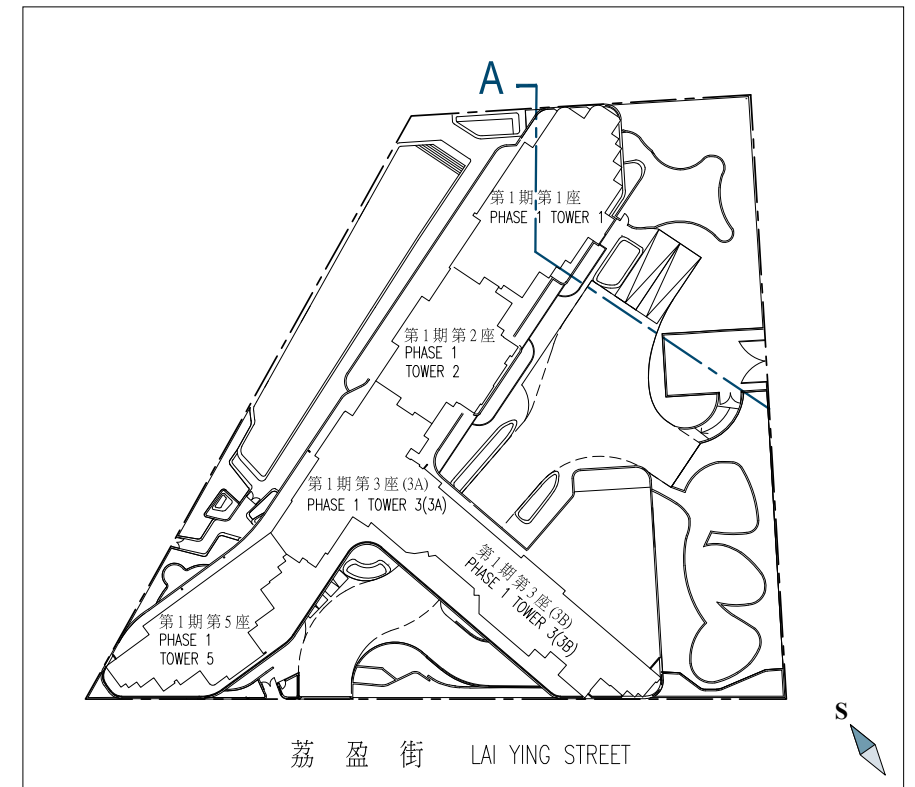 A
第1期第1座
PHASE 1 TOWER 1
第1期第2座
PHASE 1
TOWER 2
第1期第3座(3A)
PHASE 1 TOWER 3(3A)
第1期第3座(3B)
PHASE 1 TOWER 3(3B)
第1期第5座
PHASE 1
TOWER 5
荔盈街 LAI YING STREET
S